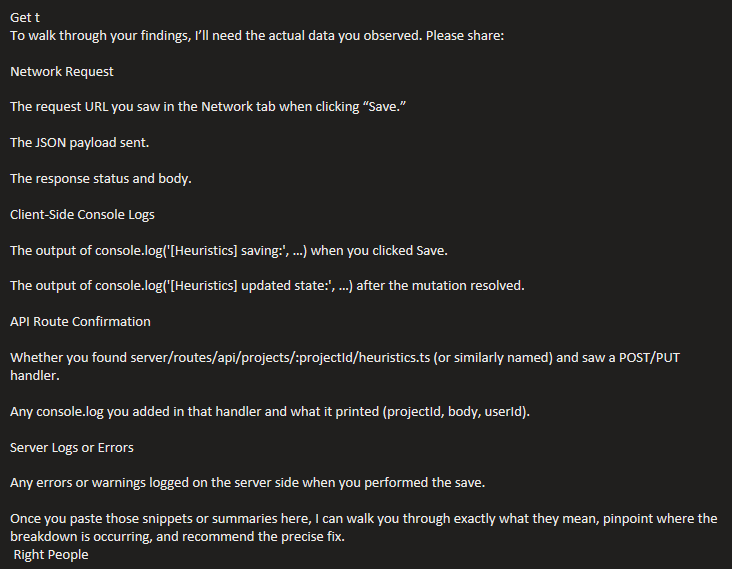 Get t
To walk through your findings, I’ll need the actual data you observed. Please share:
Network Request
The request URL you saw in the Network tab when clicking “Save.”
The JSON payload sent.
The response status and body.
Client-Side Console Logs
The output of console.log('[Heuristics] saving:', …) when you clicked Save.
The output of console.log('[Heuristics] updated state:', …) after the mutation resolved.
API Route Confirmation
Whether you found server/routes/api/projects/:projectId/heuristics.ts (or similarly named) and saw a POST/PUT
handler.
Any console.log you added in that handler and what it printed (projectId, body, userId).
Server Logs or Errors
Any errors or warnings logged on the server side when you performed the save.
Once you paste those snippets or summaries here, I can walk you through exactly what they mean, pinpoint where the
breakdown is occurring, and recommend the precise fix.
Right People